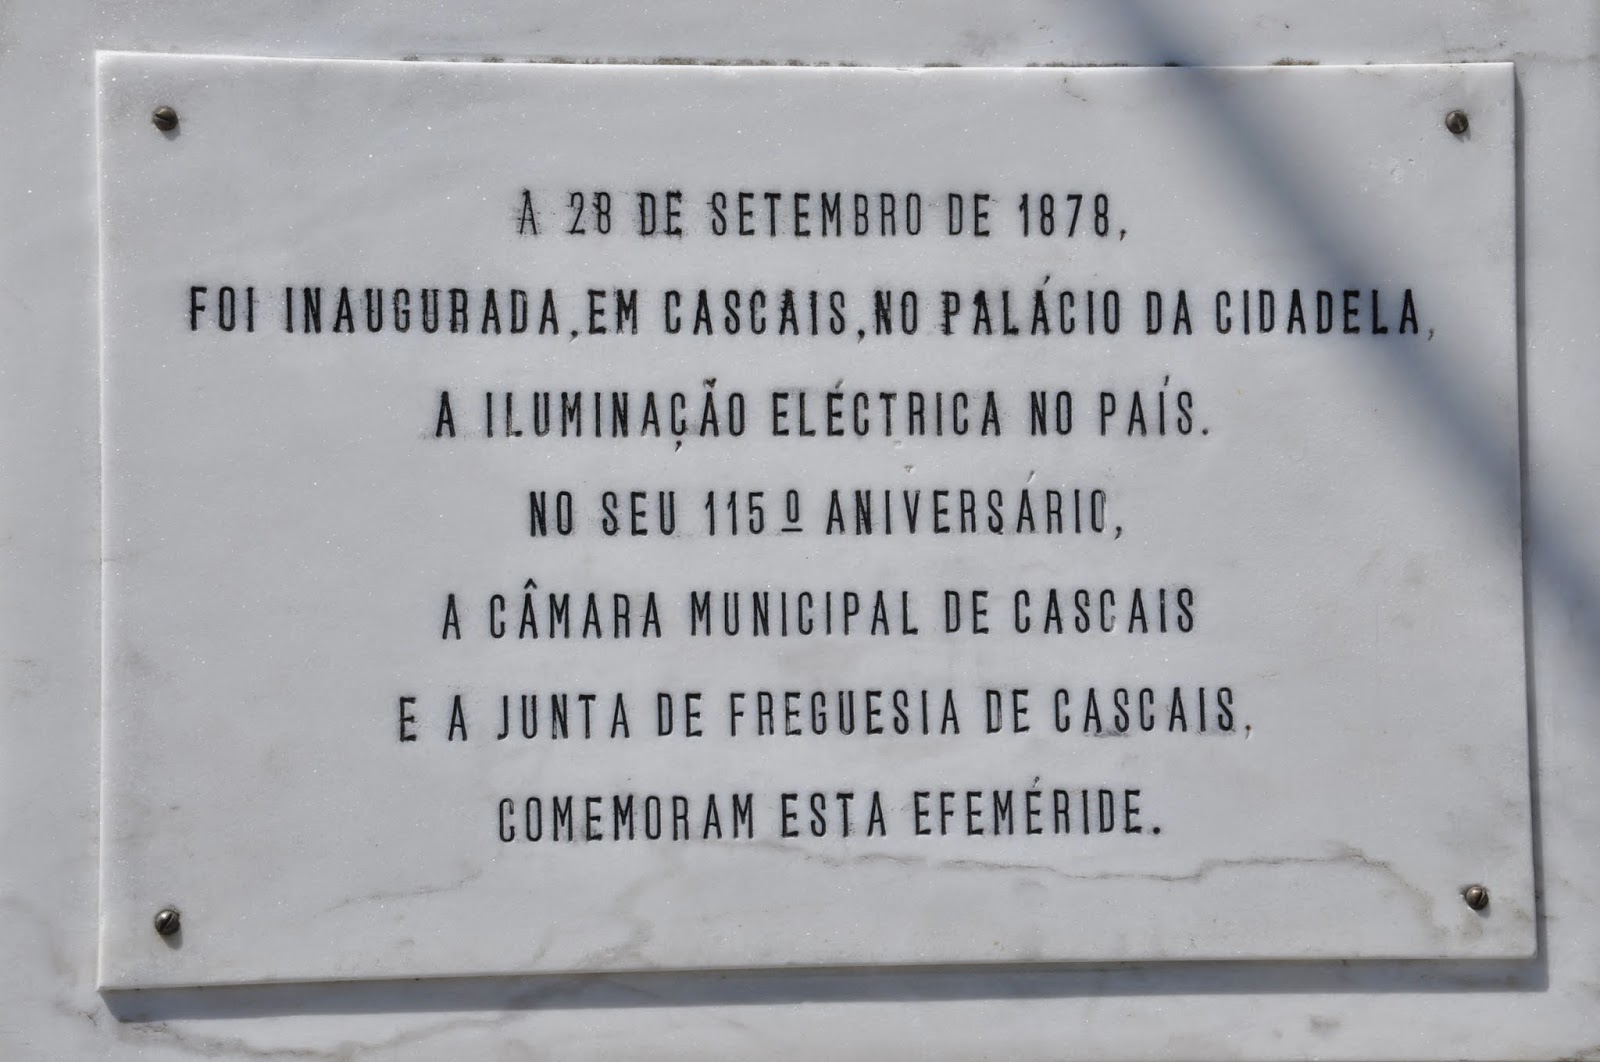 A 28 DE SETEMBRO DE 1878,
FOI INAUGURADA, EM CASCAIS, NO PALÁCIO DA CIDADELA,
A ILUMINAÇÃO ELÉCTRICA NO PAÍS.
NO SEU 115º ANIVERSÁRIO,
A CÂMARA MUNICIPAL DE CASCAIS
E A JUNTA DE FREGUESIA DE CASCAIS,
COMEMORAM ESTA EFEMÉRIDE.